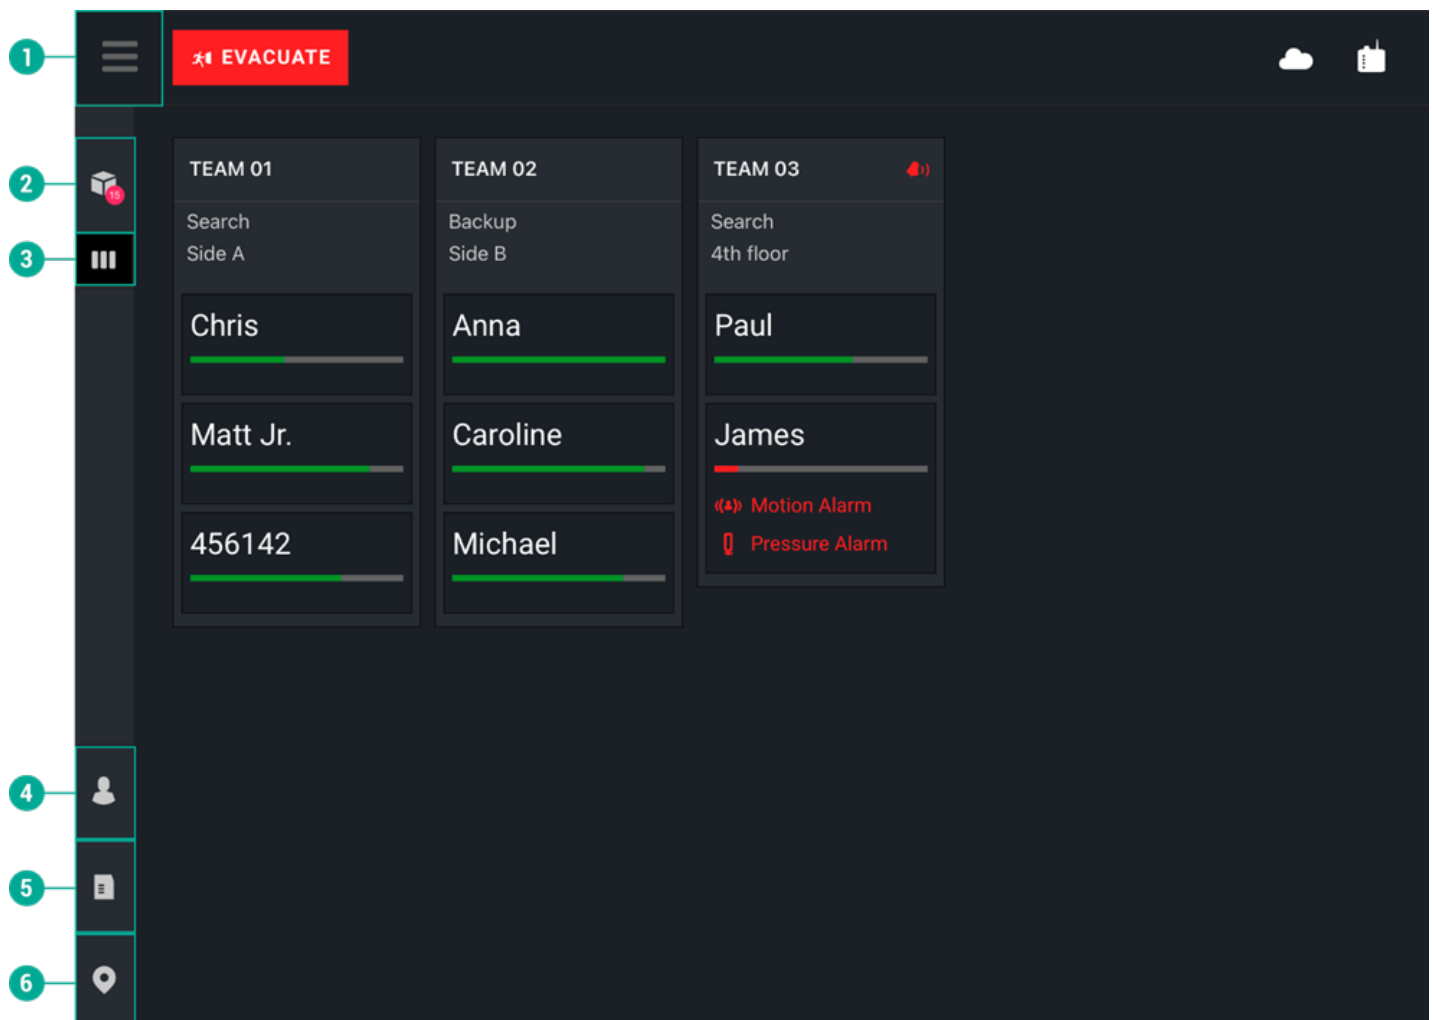 1
EVACUATE
2
15
3
TEAM 01
Search
Side A
Chris
Matt Jr.
456142
TEAM 02
Backup
Side B
Anna
Caroline
Michael
TEAM 03
Search
4th floor
Paul
James
Motion Alarm
Pressure Alarm
4
5
6